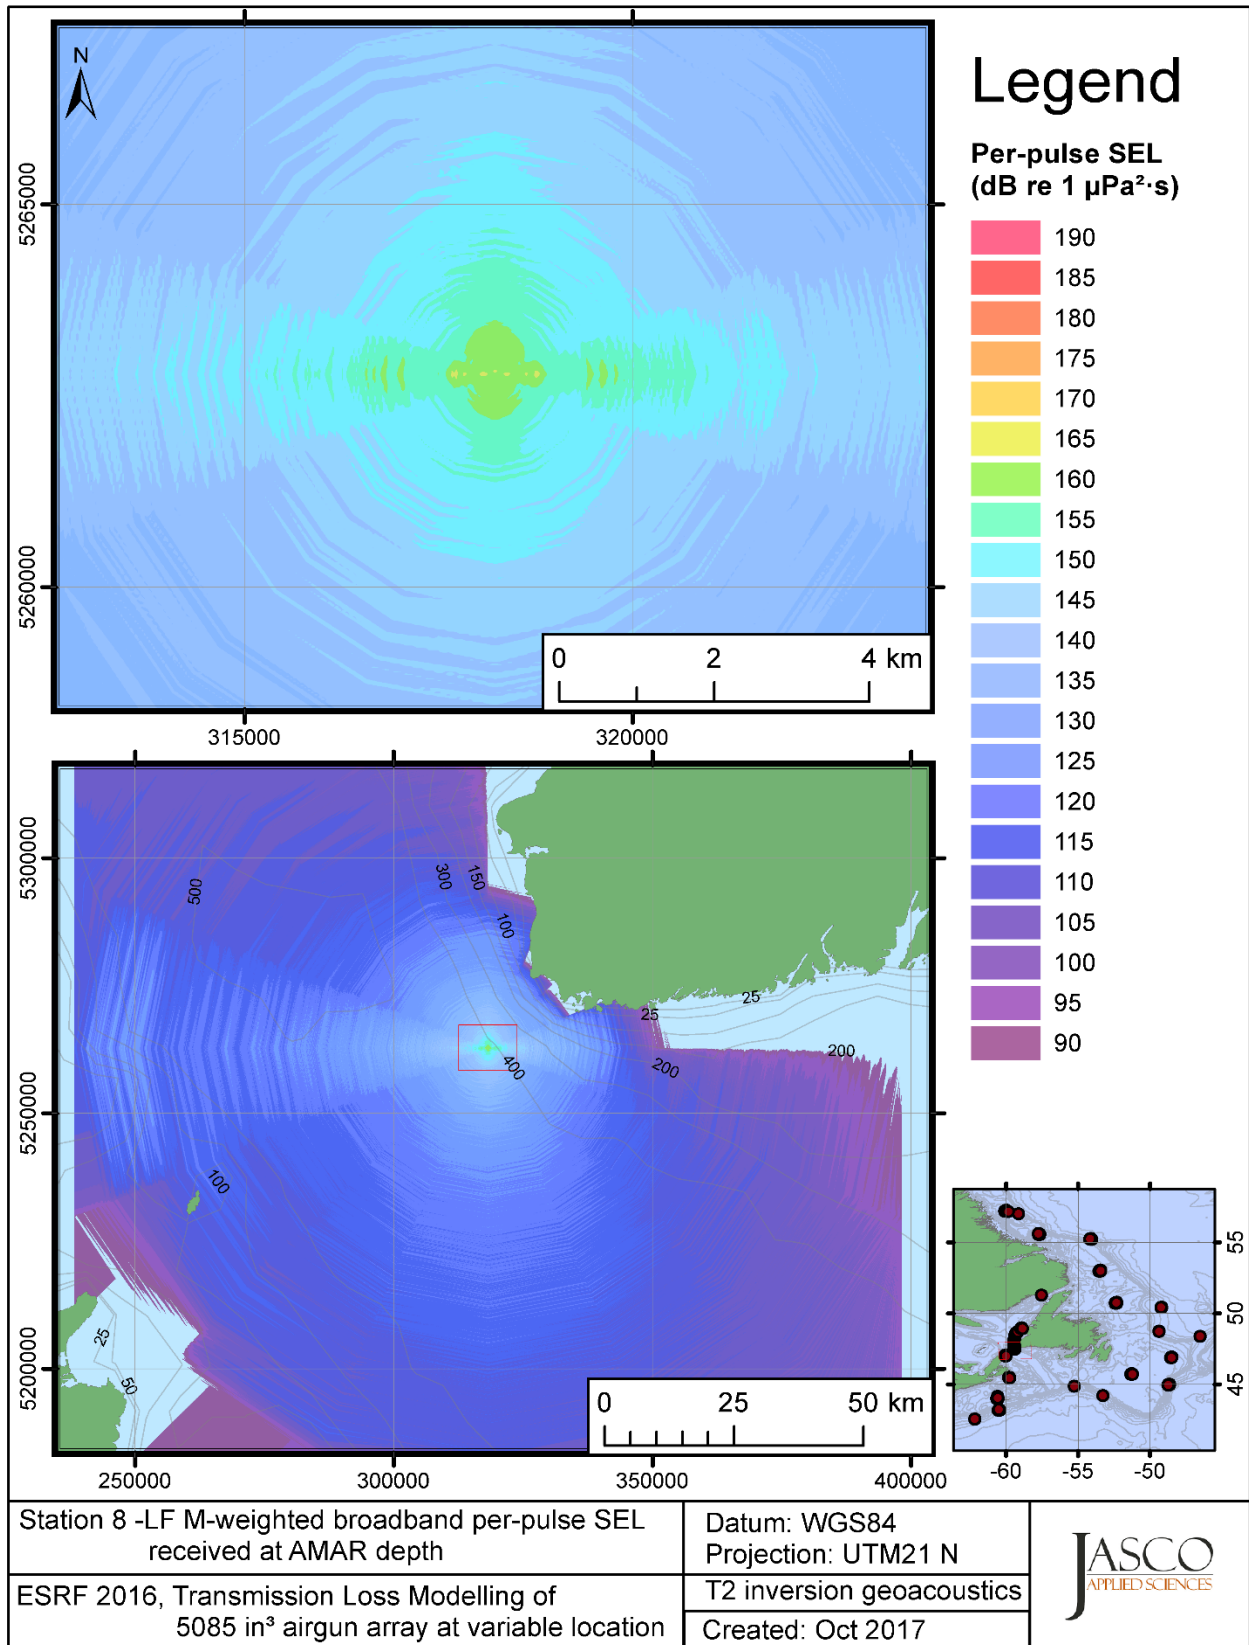 N
5265000
5260000
0 2 4 km
315000 320000
Legend
Per-pulse SEL
(dB re 1 µPa²·s)
190
185
180
175
170
165
160
155
150
145
140
135
130
125
120
115
110
105
100
95
90
5300000
5250000
5200000
500
300
150
100
25
25
200
200
400
100
25
50
0 25 50 km
250000 300000 350000 400000
55
50
45
-60 -55 -50
Station 8 -LF M-weighted broadband per-pulse SEL
received at AMAR depth
ESRF 2016, Transmission Loss Modelling of
5085 in³ airgun array at variable location
Datum: WGS84
Projection: UTM21 N
T2 inversion geoacoustics
Created: Oct 2017
JASCO
APPLIED SCIENCES